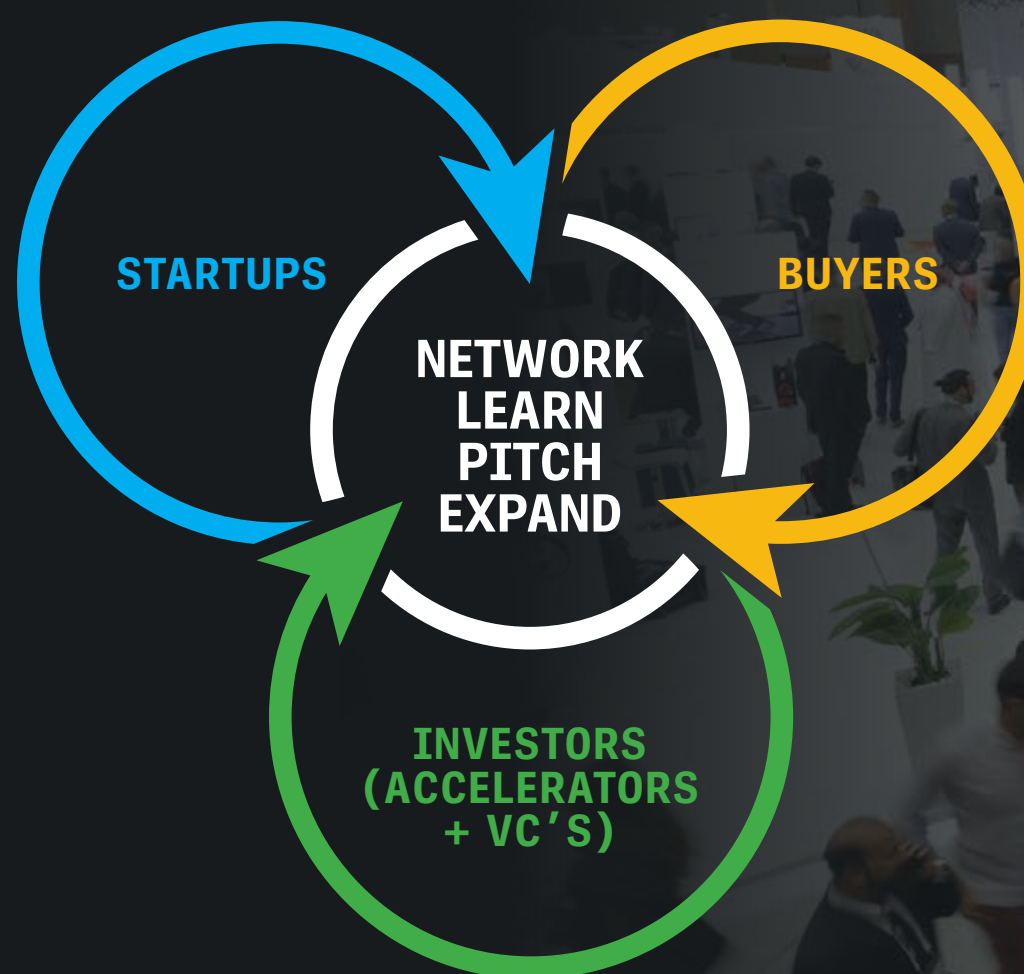 STARTUPS
BUYERS
NETWORK
LEARN
PITCH
EXPAND
INVESTORS
(ACCELERATORS
+ VC'S)